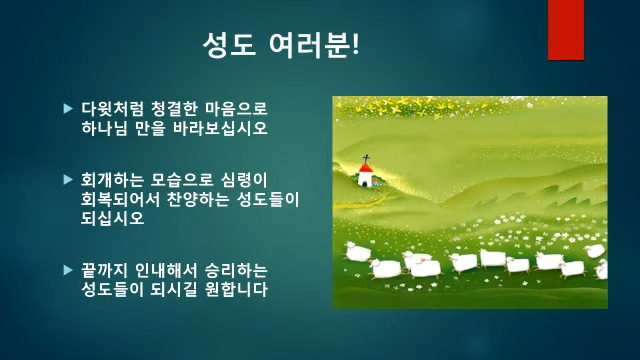 성도 여러분!
다윗처럼 청결한 마음으로
하나님 만을 바라보십시오
회개하는 모습으로 심령이
회복되어서 찬양하는 성도들이
되십시오
끝까지 인내해서 승리하는
성도들이 되시길 원합니다